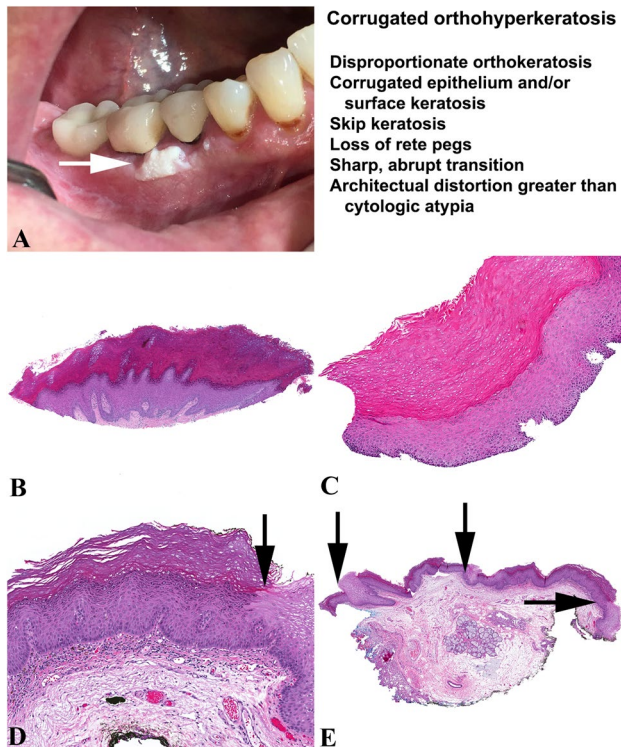 Corrugated orthohyperkeratosis
Disproportionate orthokeratosis
Corrugated epithelium and/or
surface keratosis
Skip keratosis
Loss of rete pegs
Sharp, abrupt transition
Architectual distortion greater than
cytologic atypia
A
B
C
D
E